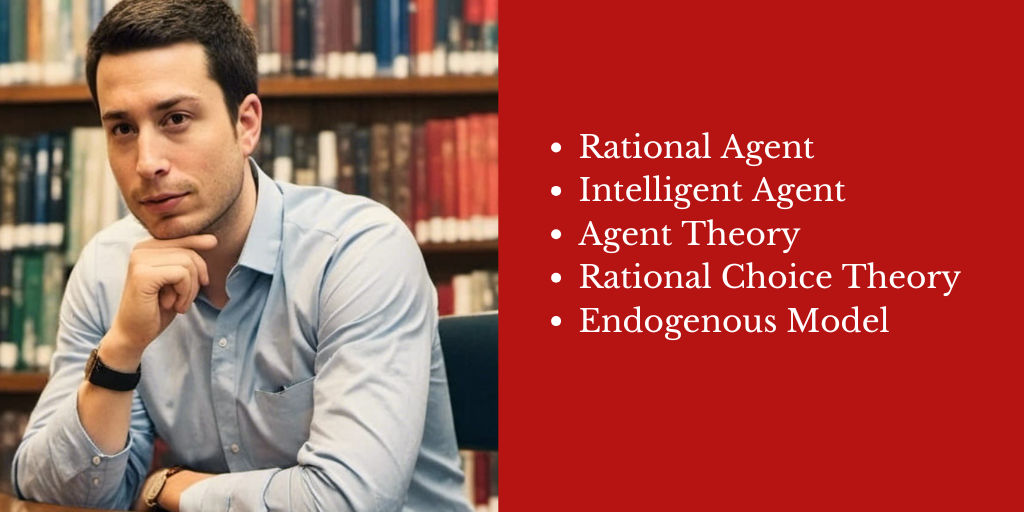 • Rational Agent
• Intelligent Agent
• Agent Theory
• Rational Choice Theory
• Endogenous Model